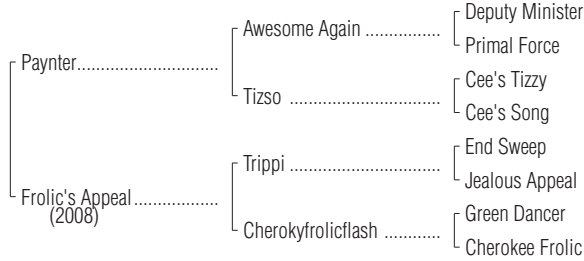 Deputy Minister
Awesome Again ................
Primal Force
Paynter..............................
Cee's Tizzy
Tizso ................................
Cee's Song
End Sweep
Trippi ................................
Jealous Appeal
Frolic's Appeal..................
(2008)
Green Dancer
Cherokyfrolicflash ............
Cherokee Frolic